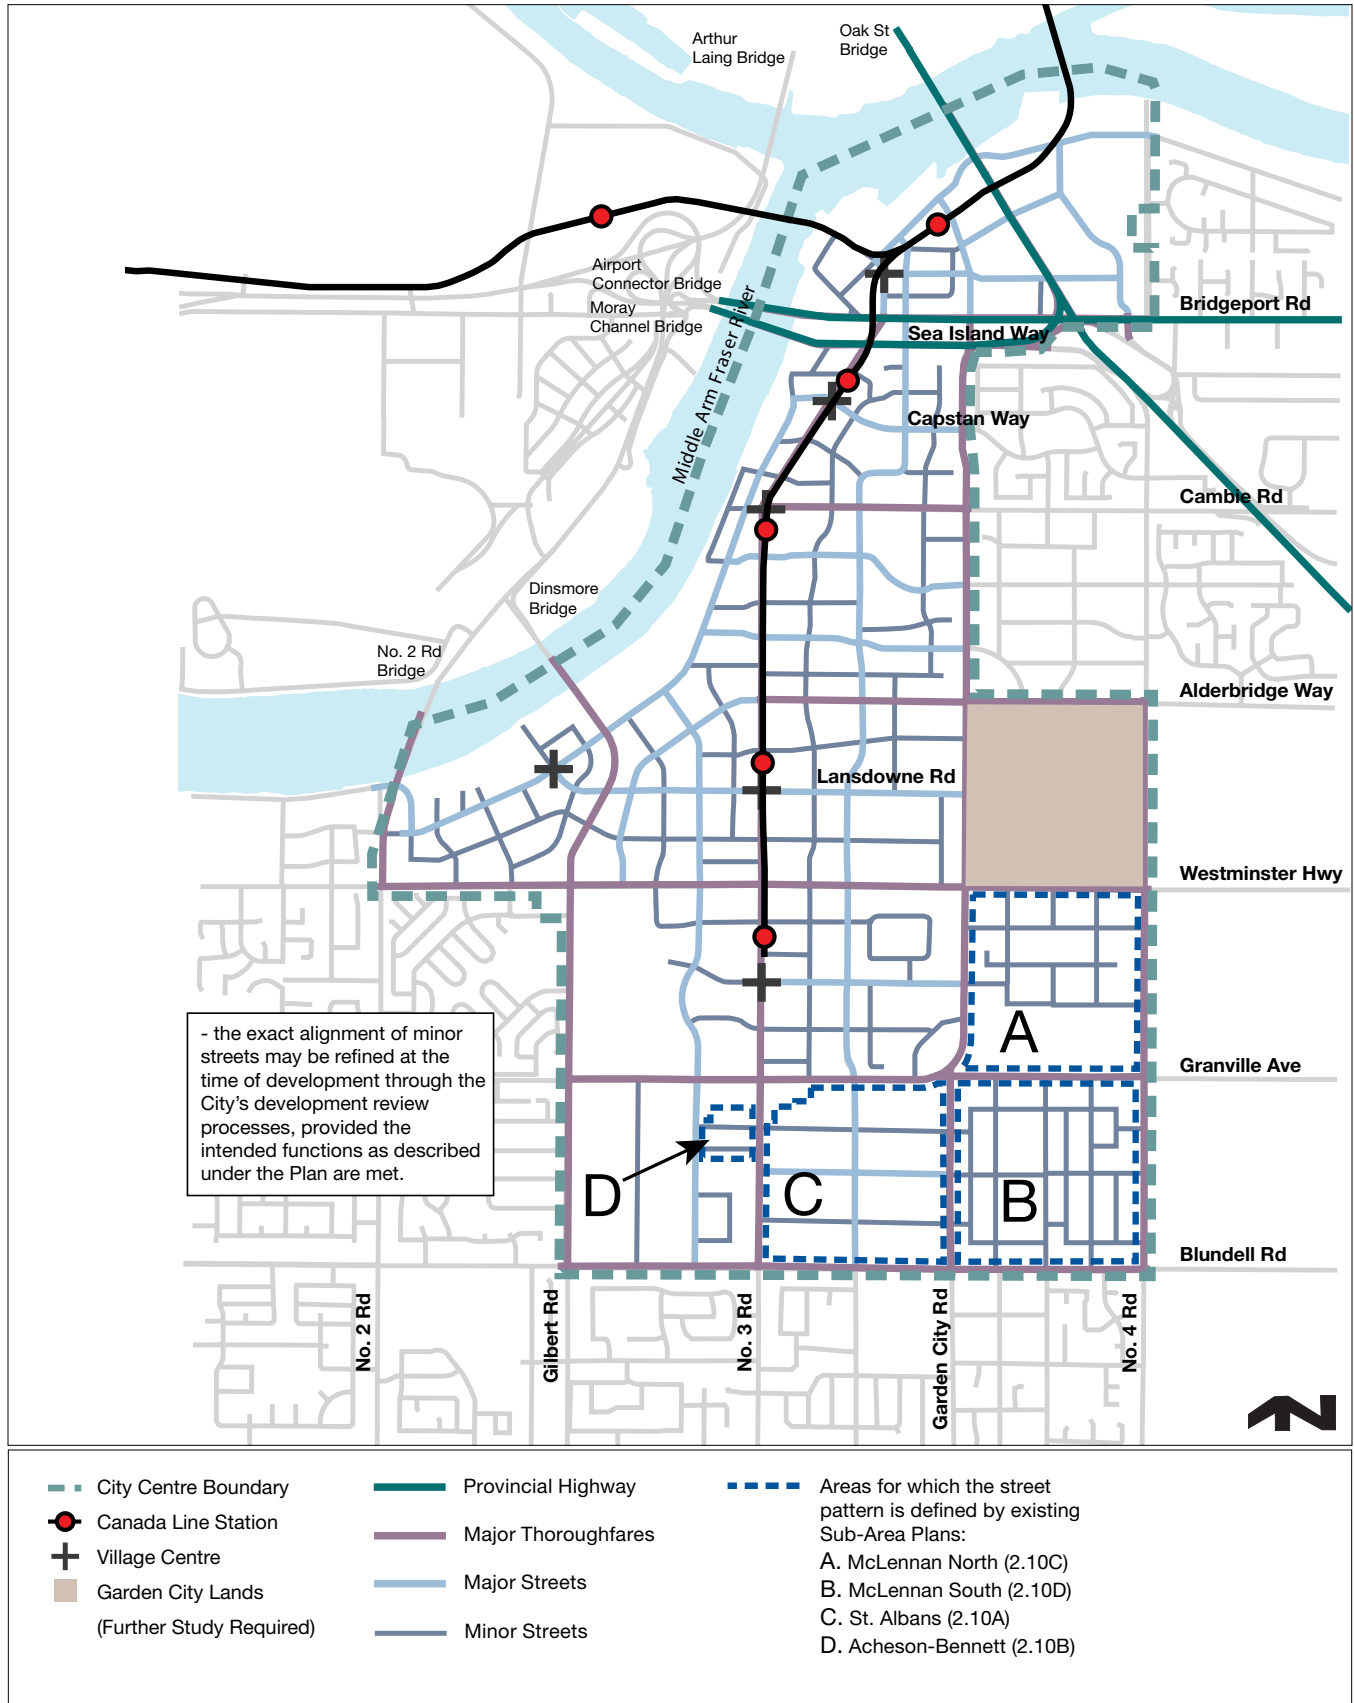 Arthur
Laing Bridge
Oak St
Bridge
Airport
Connector Bridge
Moray
Channel Bridge
Middle Arm Fraser River
Bridgeport Rd
Sea Island Way
Capstan Way
Cambie Rd
Dinsmore
Bridge
No. 2 Rd
Bridge
Alderbridge Way
Lansdowne Rd
Westminster Hwy
- the exact alignment of minor
streets may be refined at the
time of development through the
City's development review
processes, provided the
intended functions as described
under the Plan are met.
A
Granville Ave
D
C
B
Blundell Rd
No. 2 Rd
Gilbert Rd
No. 3 Rd
Garden City Rd
No. 4 Rd
N
City Centre Boundary
Canada Line Station
Village Centre
Garden City Lands
(Further Study Required)
Provincial Highway
Major Thoroughfares
Major Streets
Minor Streets
Areas for which the street
pattern is defined by existing
Sub-Area Plans:
A. McLennan North (2.10C)
B. McLennan South (2.10D)
C. St. Albans (2.10A)
D. Acheson-Bennett (2.10B)